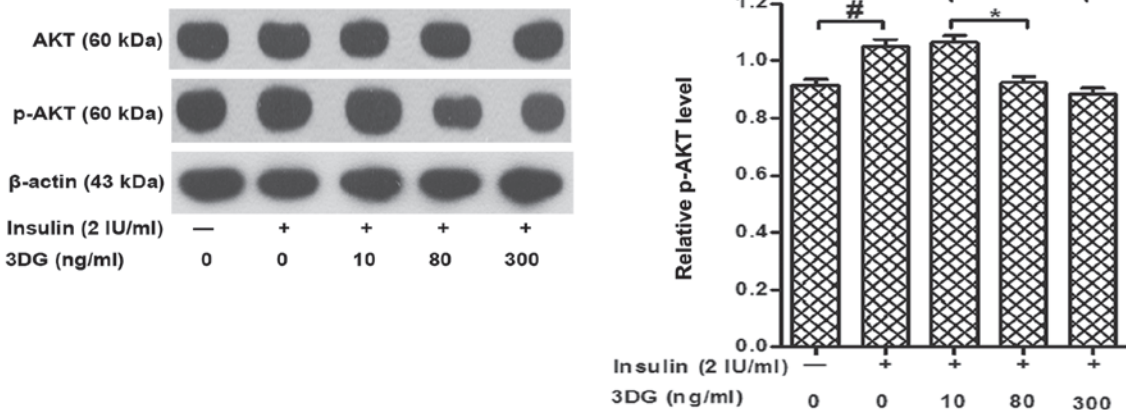 AKT (60 kDa)
p-AKT (60 kDa)
β-actin (43 kDa)
Insulin (2 IU/ml) — + + + +
3DG (ng/ml) 0 0 10 80 300
Relative p-AKT level
1.2
1.0
0.8
0.6
0.4
0.2
0.0
# *
Insulin (2 IU/ml) — + + + +
3DG (ng/ml) 0 0 10 80 300